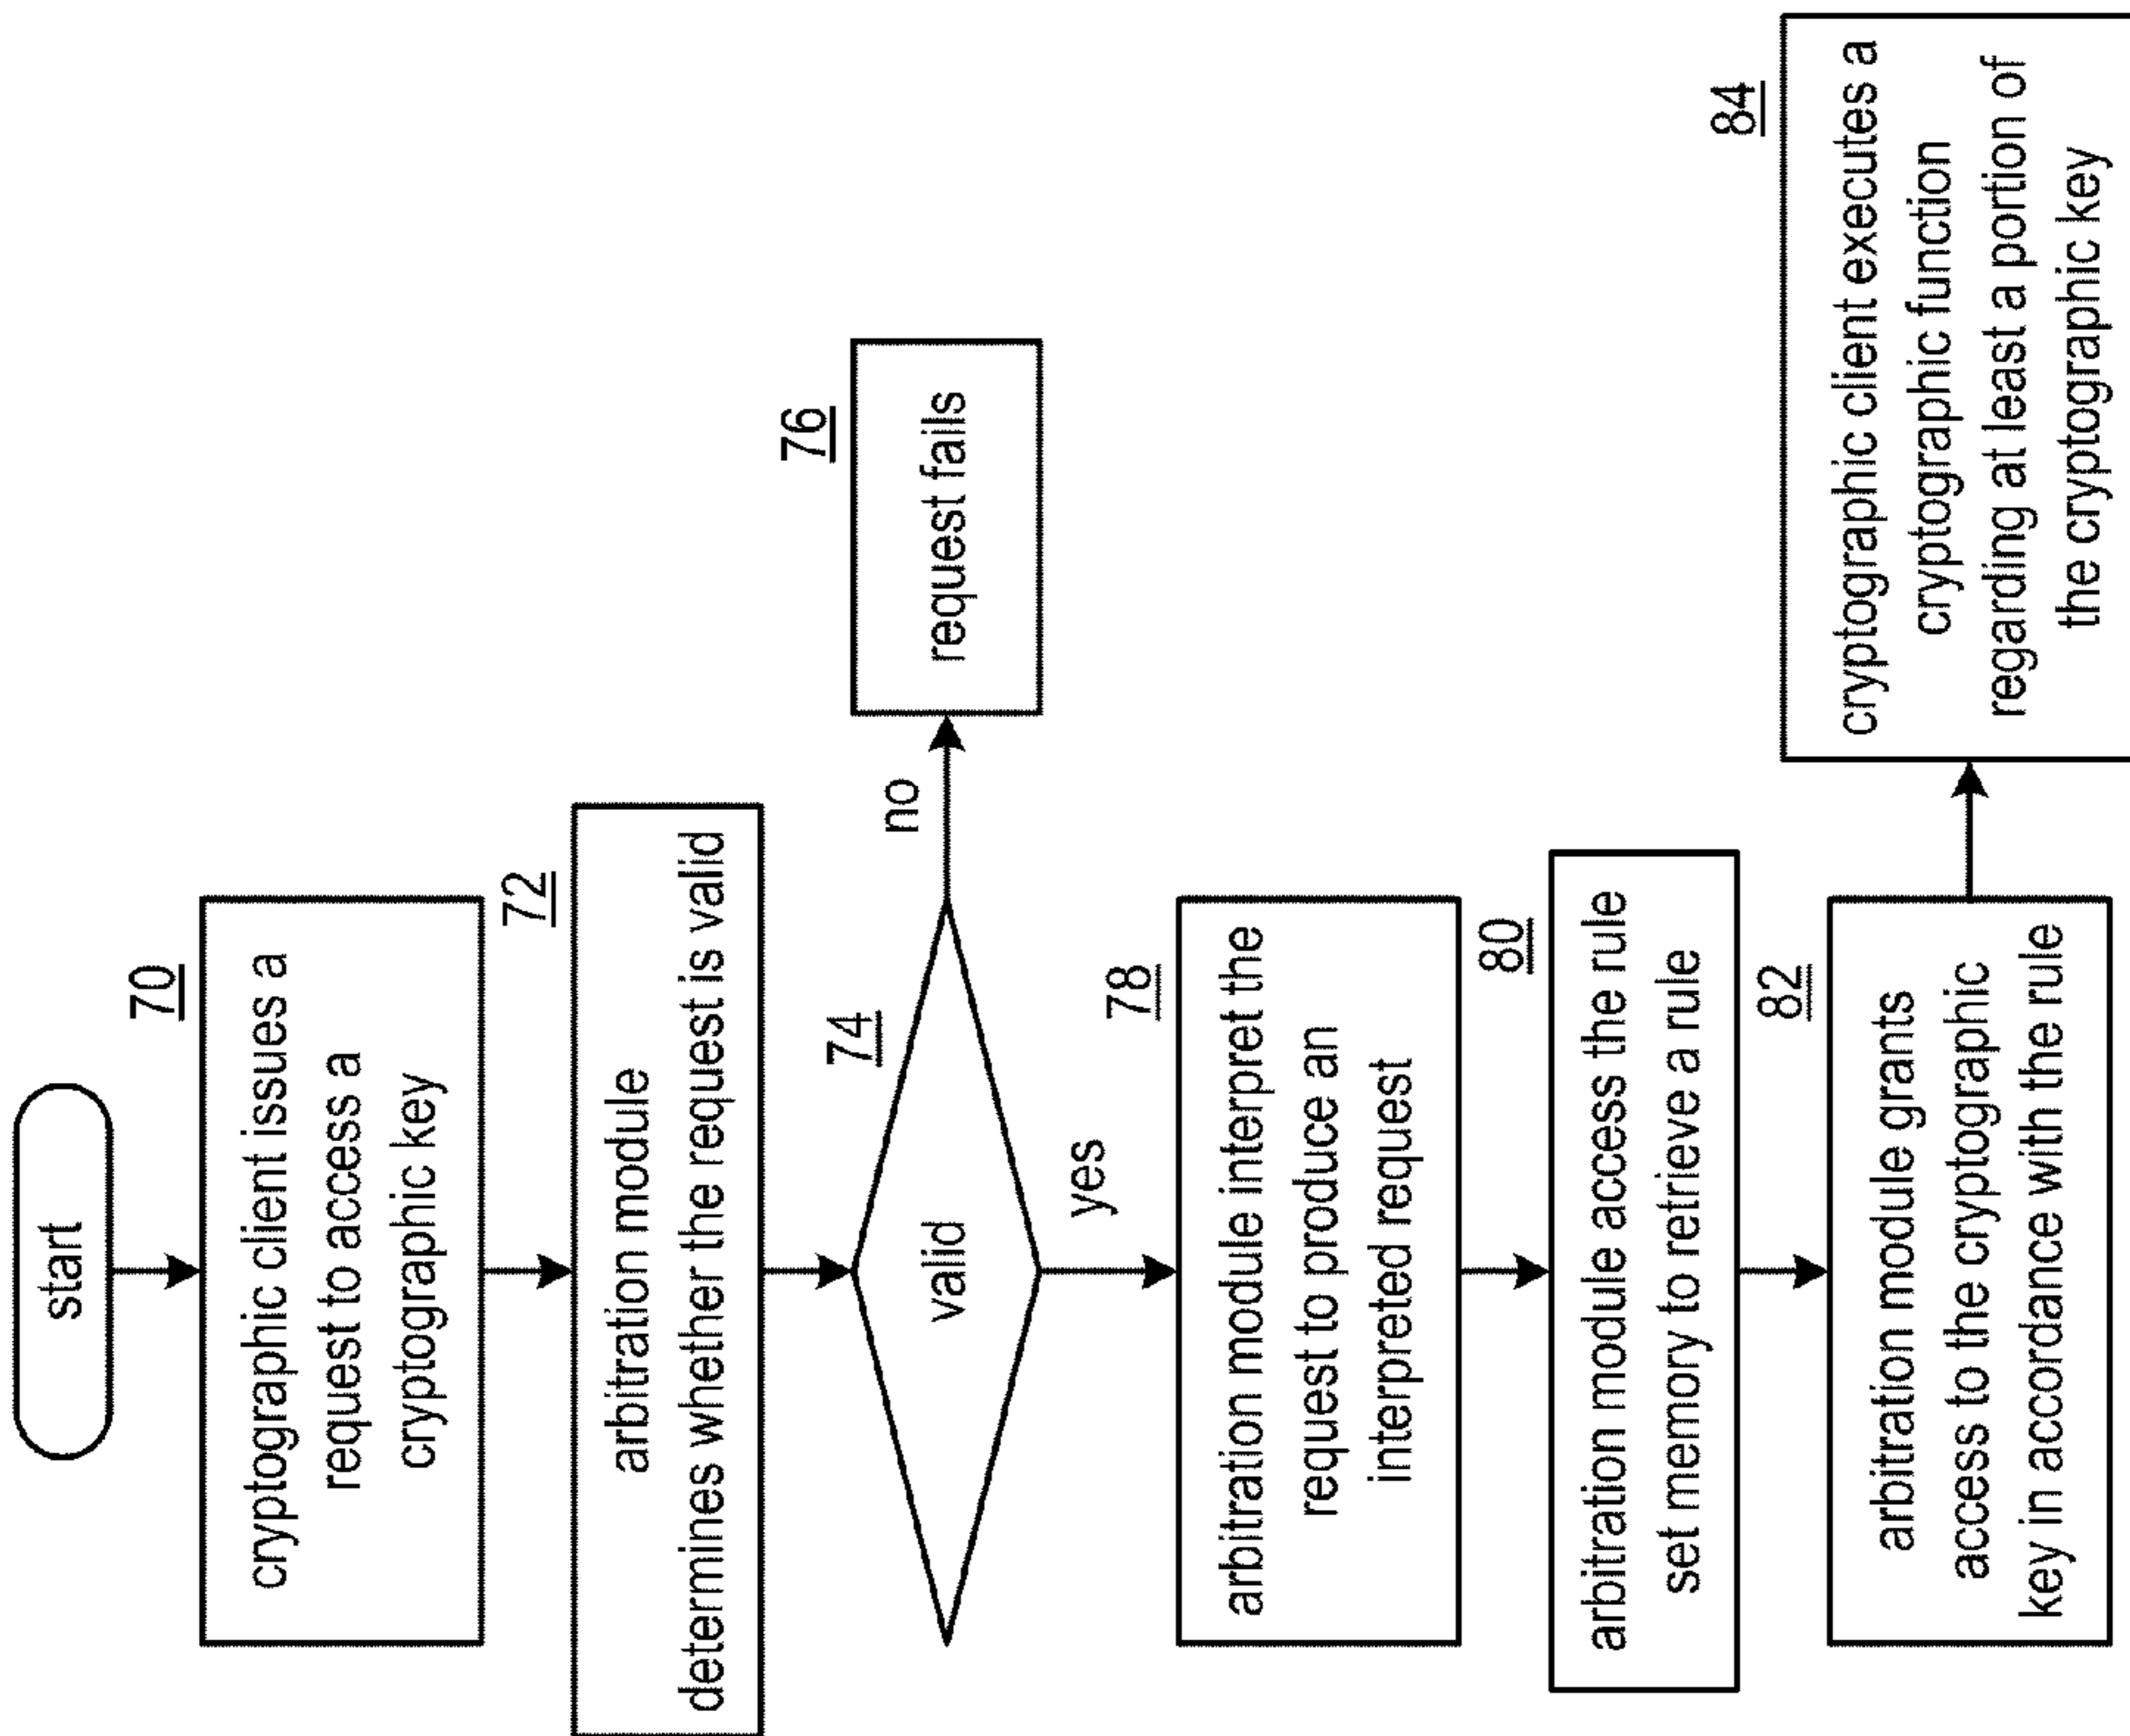 start
70
cryptographic client issues a
request to access a
cryptographic key
72
arbitration module
determines whether the request is valid
74
valid
no
76
request fails
yes
78
arbitration module interpret the
request to produce an
interpreted request
80
arbitration module access the rule
set memory to retrieve a rule
82
arbitration module grants
access to the cryptographic
key in accordance with the rule
84
cryptographic client executes a
cryptographic function
regarding at least a portion of
the cryptographic key